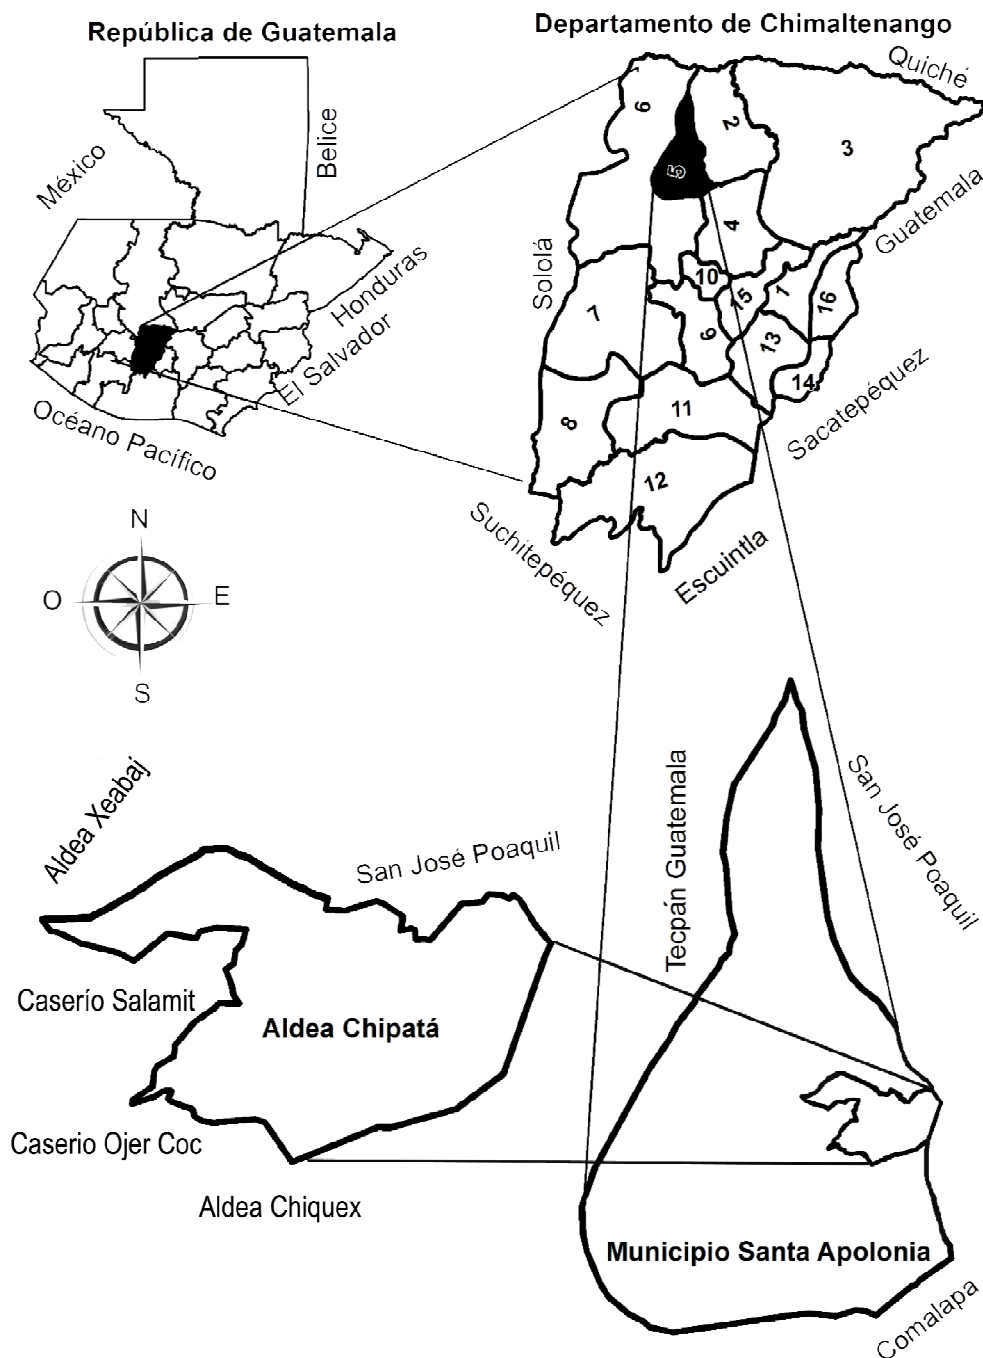 República de Guatemala
Departamento de Chimaltenango
México
Belice
Honduras
El Salvador
Océano Pacífico
Quiché
Guatemala
Sololá
Sacatepéquez
Suchitepéquez
Escuintla
6
2
3
5
4
10
15
1
16
7
9
13
14
8
11
12
N
O
E
S
Aldea Xeabaj
San José Poaquil
Caserío Salamit
Aldea Chipatá
Caserio Ojer Coc
Aldea Chiquex
Tecpán Guatemala
San José Poaquil
Municipio Santa Apolonia
Comalapa